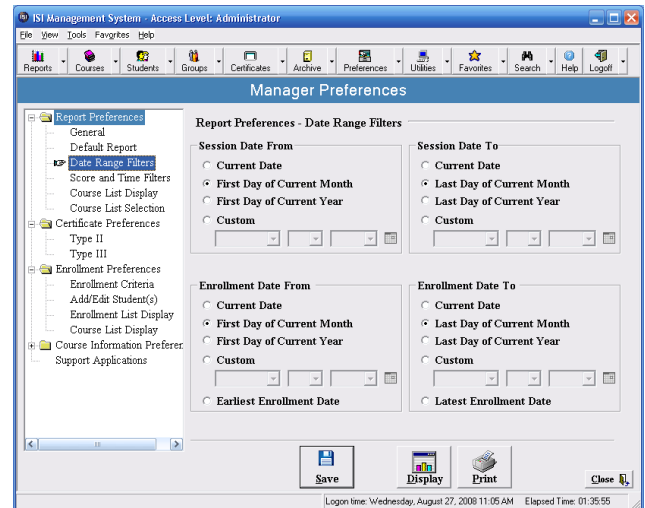 ISI Management System - Access Level: Administrator
File View Tools Favorites Help
Reports Courses Students Groups Certificates Archive Preferences Utilities Favorites Search Help Logoff
Manager Preferences
Report Preferences
General
Default Report
Date Range Filters
Score and Time Filters
Course List Display
Course List Selection
Certificate Preferences
Type II
Type III
Enrollment Preferences
Enrollment Criteria
Add/Edit Student(s)
Enrollment List Display
Course List Display
Course Information Preferer
Support Applications
Report Preferences - Date Range Filters
Session Date From
Current Date
First Day of Current Month
First Day of Current Year
Custom
Session Date To
Current Date
Last Day of Current Month
Last Day of Current Year
Custom
Enrollment Date From
Current Date
First Day of Current Month
First Day of Current Year
Custom
Earliest Enrollment Date
Enrollment Date To
Current Date
Last Day of Current Month
Last Day of Current Year
Custom
Latest Enrollment Date
Save Display Print Close
Logon time: Wednesday, August 27, 2008 11:05 AM Elapsed Time: 01:35:55